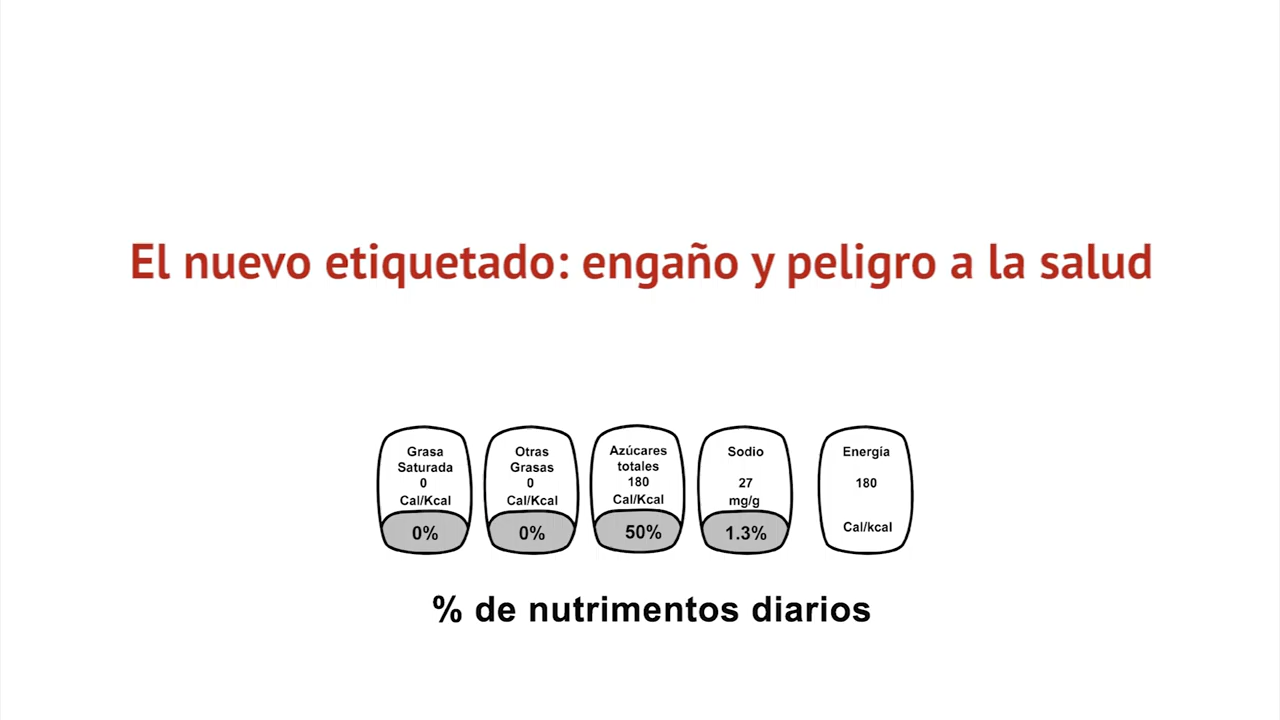 El nuevo etiquetado: engaño y peligro a la salud
Grasa
Saturada
0
Cal/Kcal
0%
Otras
Grasas
0
Cal/Kcal
0%
Azúcares
totales
180
Cal/Kcal
50%
Sodio
27
mg/g
1.3%
Energía
180
Cal/kcal
% de nutrimentos diarios